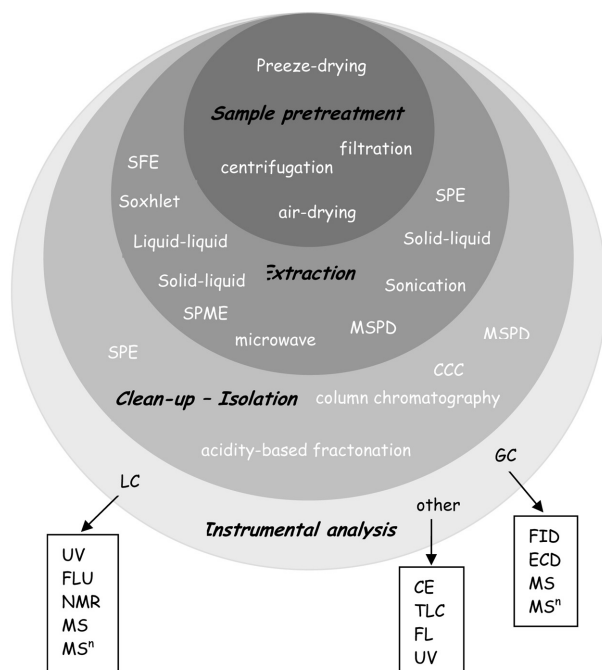 Preeze-drying
Sample pretreatment
filtration
centrifugation
air-drying
SFE
Soxhlet
Liquid-liquid
Solid-liquid
SPME
microwave
MSPD
Sonication
Solid-liquid
SPE
Extraction
SPE
MSPD
CCC
Clean-up – Isolation
column chromatography
acidity-based fractonation
LC
GC
other
Instrumental analysis
UV
FLU
NMR
MS
MSⁿ
CE
TLC
FL
UV
FID
ECD
MS
MSⁿ